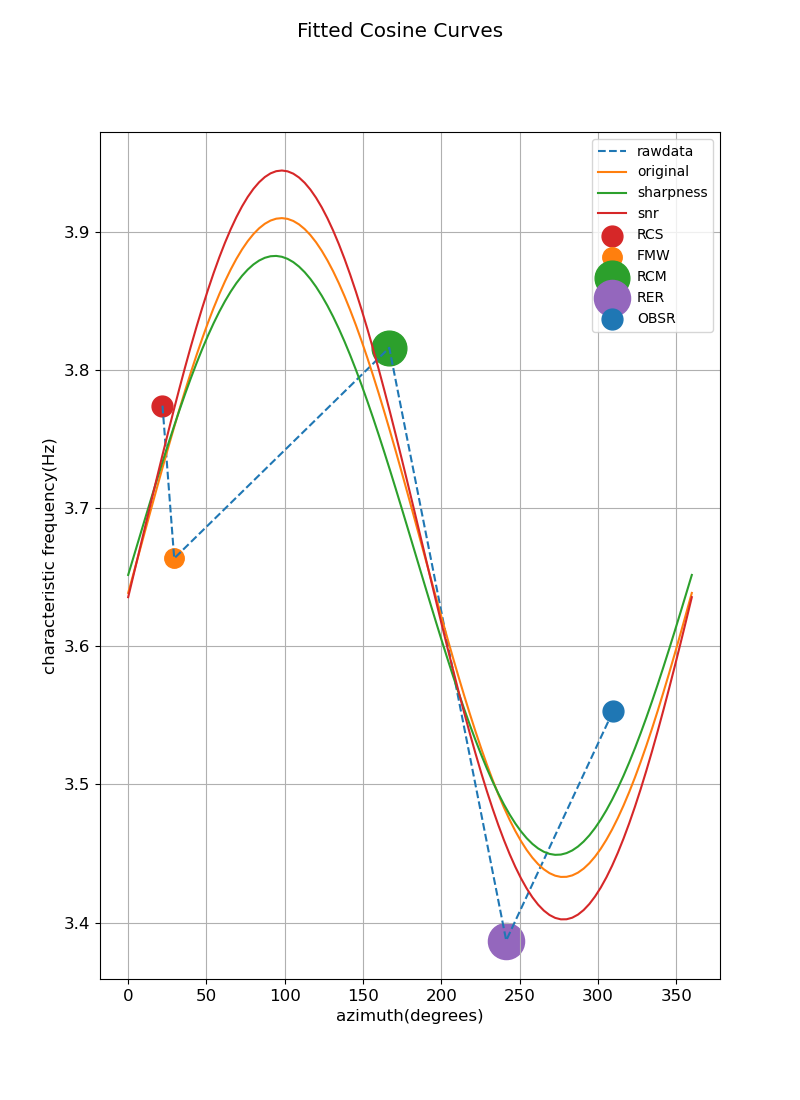 Fitted Cosine Curves
rawdata
original
sharpness
snr
RCS
FMW
RCM
RER
OBSR
characteristic frequency(Hz)
3.9
3.8
3.7
3.6
3.5
3.4
0 50 100 150 200 250 300 350
azimuth(degrees)